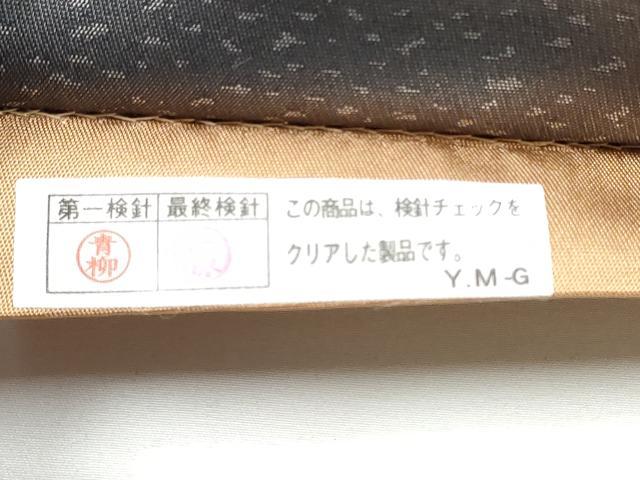 第一検針 最終検針
青柳
この商品は、検針チェックを
クリアした製品です。
Y.M-G